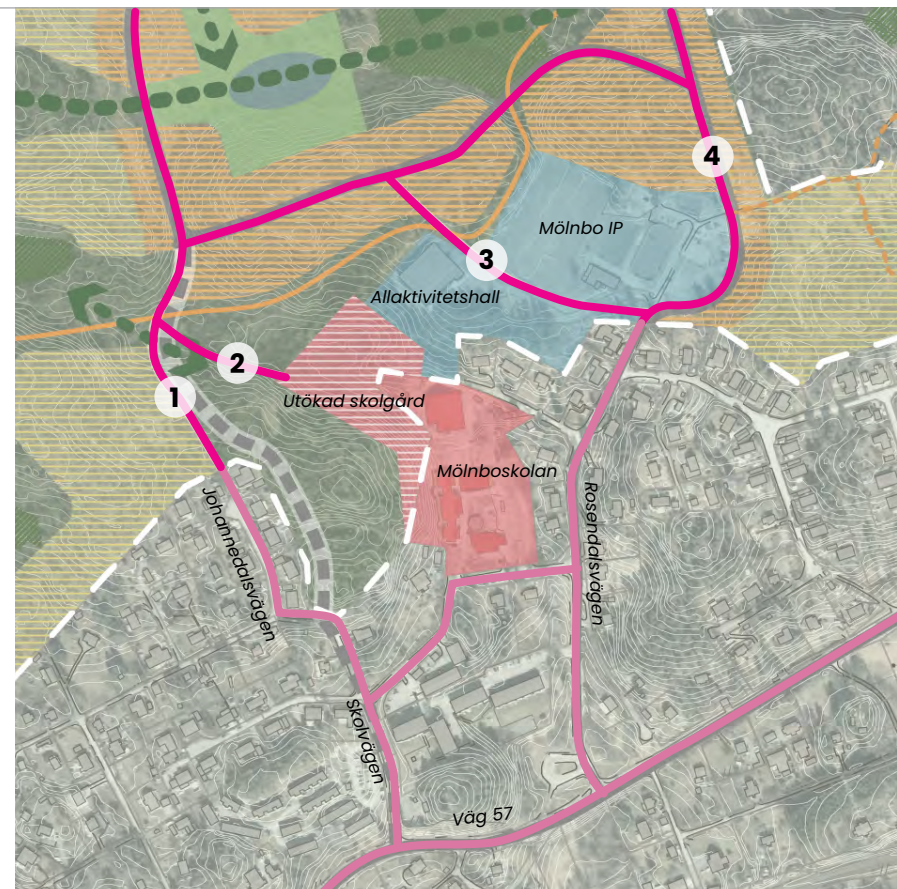 4
Mölnbo IP
3
Allaktivitetshall
2
1
Utökad skolgård
Mölnboskolan
Johannedalsvägen
Rosendalsvägen
Skolvägen
Väg 57